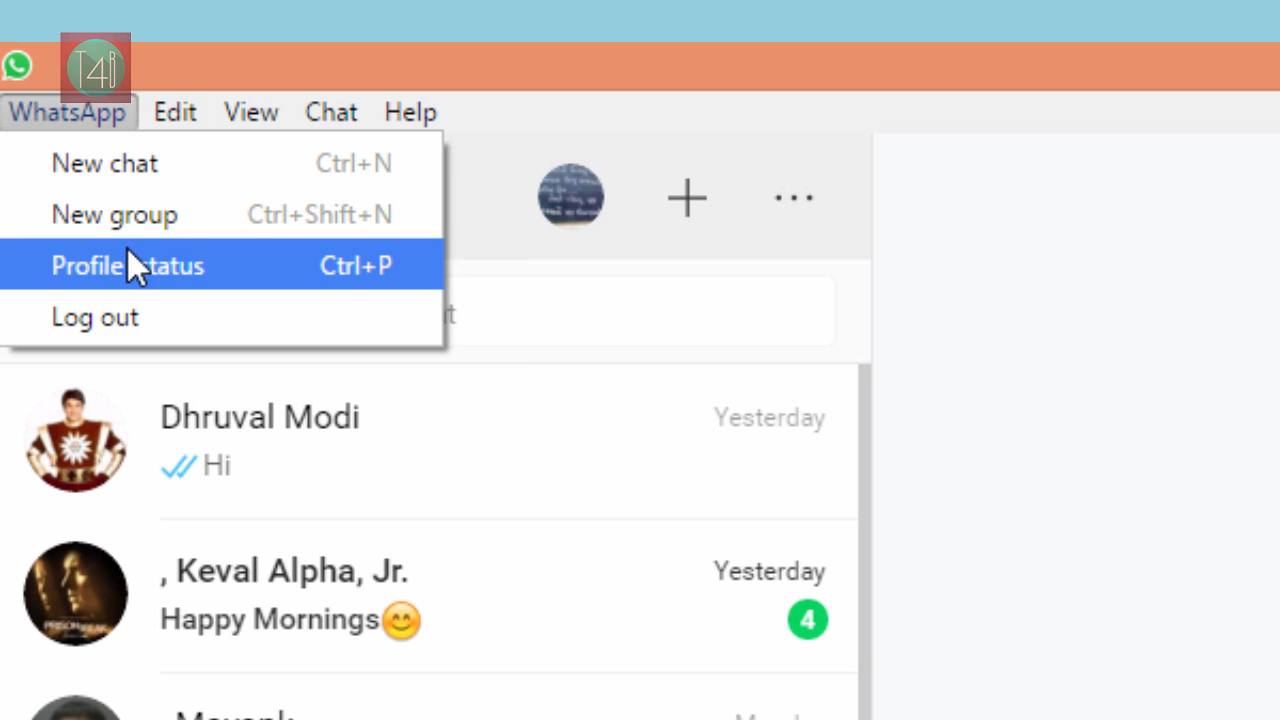 T4B
WhatsApp Edit View Chat Help
New chat Ctrl+N
New group Ctrl+Shift+N
Profile status Ctrl+P
Log out
Dhruval Modi Yesterday
Hi
, Keval Alpha, Jr. Yesterday
Happy Mornings😊 4